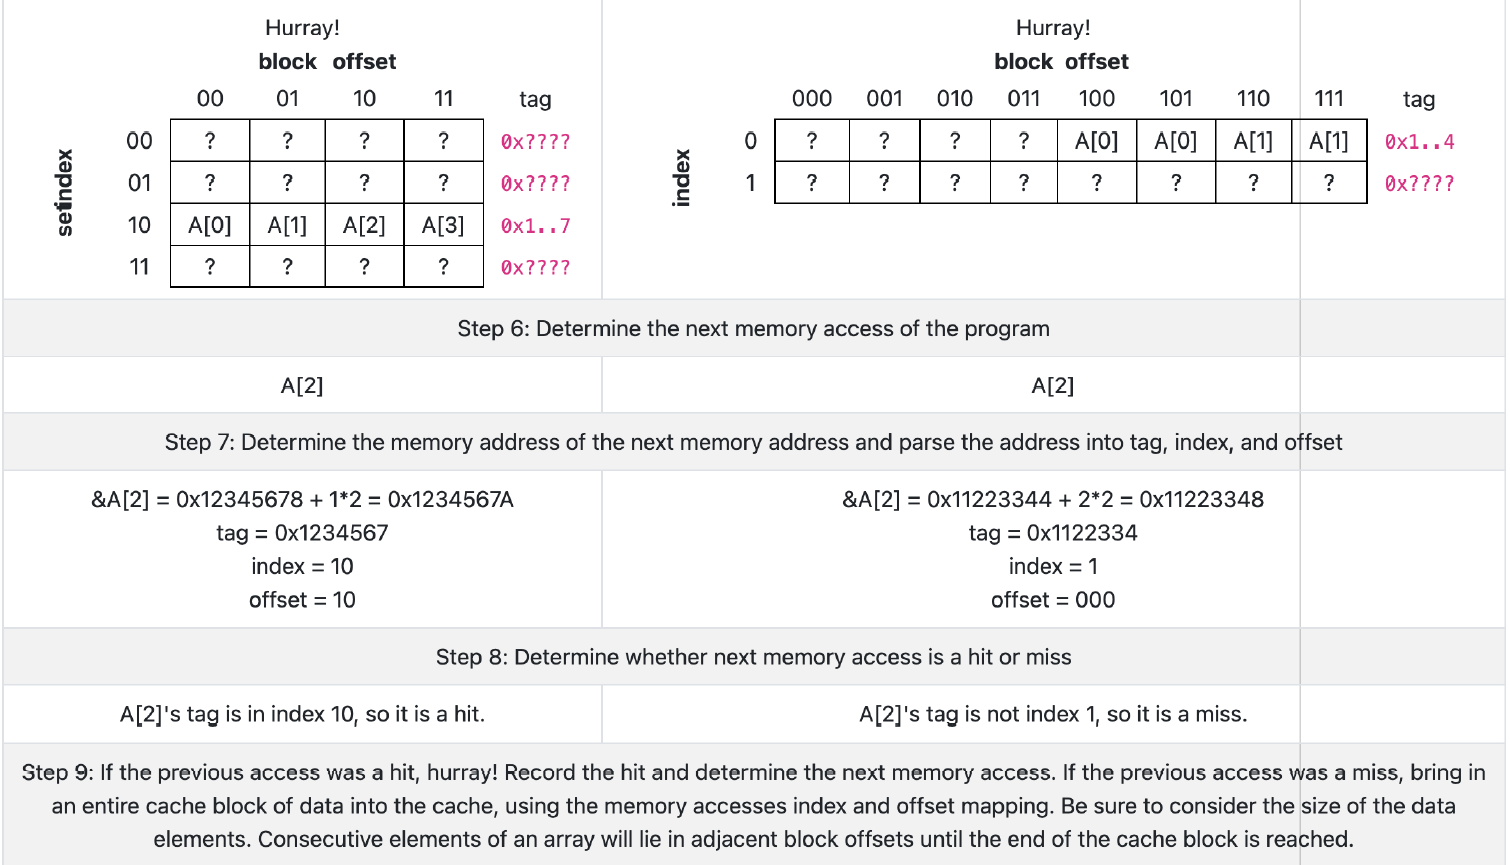 Hurray!
block offset
00 01 10 11 tag
00 ? ? ? ? 0x????
01 ? ? ? ? 0x????
10 A[0] A[1] A[2] A[3] 0x1..7
11 ? ? ? ? 0x????
Hurray!
block offset
000 001 010 011 100 101 110 111 tag
0 ? ? ? ? A[0] A[0] A[1] A[1] 0x1..4
1 ? ? ? ? ? ? ? ? 0x????
index
Step 6: Determine the next memory access of the program
A[2]
A[2]
Step 7: Determine the memory address of the next memory address and parse the address into tag, index, and offset
&A[2] = 0x12345678 + 1*2 = 0x1234567A
tag = 0x1234567
index = 10
offset = 10
&A[2] = 0x11223344 + 2*2 = 0x11223348
tag = 0x1122334
index = 1
offset = 000
Step 8: Determine whether next memory access is a hit or miss
A[2]'s tag is in index 10, so it is a hit.
A[2]'s tag is not index 1, so it is a miss.
Step 9: If the previous access was a hit, hurray! Record the hit and determine the next memory access. If the previous access was a miss, bring in
an entire cache block of data into the cache, using the memory accesses index and offset mapping. Be sure to consider the size of the data
elements. Consecutive elements of an array will lie in adjacent block offsets until the end of the cache block is reached.